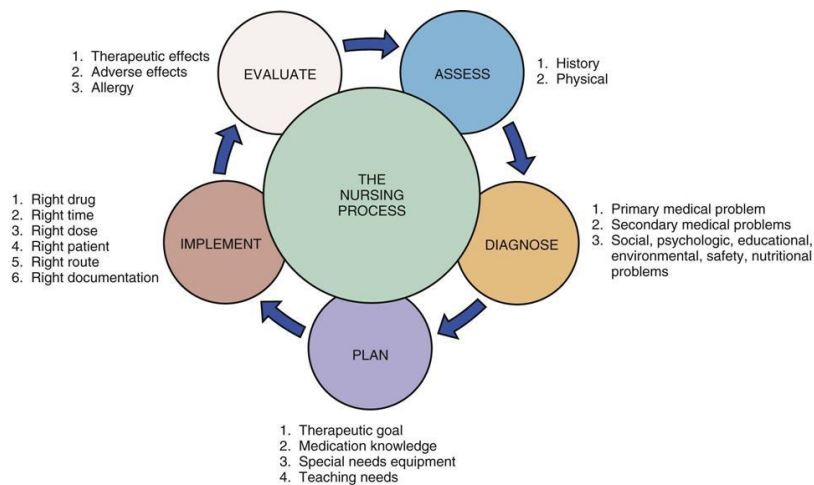 EVALUATE
1. Therapeutic effects
2. Adverse effects
3. Allergy
ASSESS
1. History
2. Physical
THE
NURSING
PROCESS
1. Right drug
2. Right time
3. Right dose
4. Right patient
5. Right route
6. Right documentation
IMPLEMENT
DIAGNOSE
1. Primary medical problem
2. Secondary medical problems
3. Social, psychologic, educational,
environmental, safety, nutritional
problems
PLAN
1. Therapeutic goal
2. Medication knowledge
3. Special needs equipment
4. Teaching needs